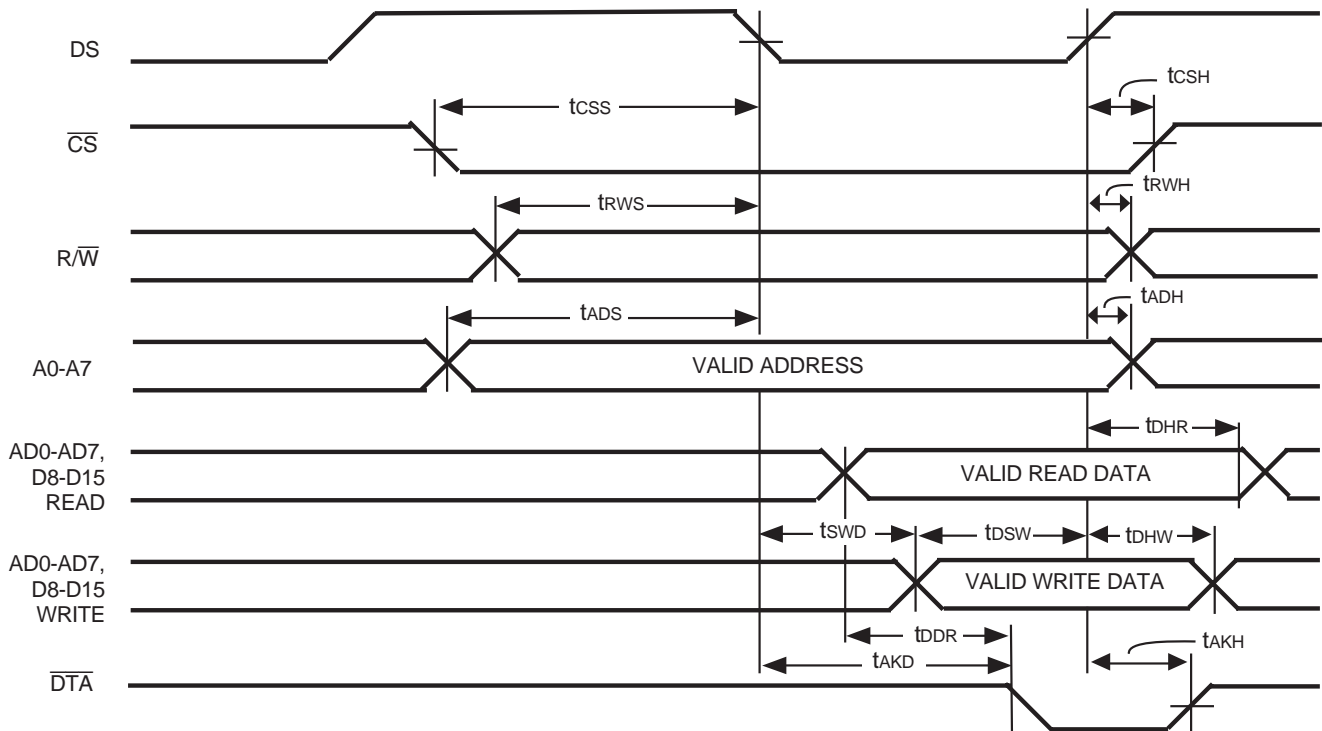 DS
tCSH
tCSS
CS
tRWH
tRWS
R/W
tADH
tADS
A0-A7
VALID ADDRESS
tDHR
AD0-AD7,
D8-D15
READ
VALID READ DATA
tSWD
tDSW
tDHW
AD0-AD7,
D8-D15
WRITE
VALID WRITE DATA
tDDR
tAKH
tAKD
DTA